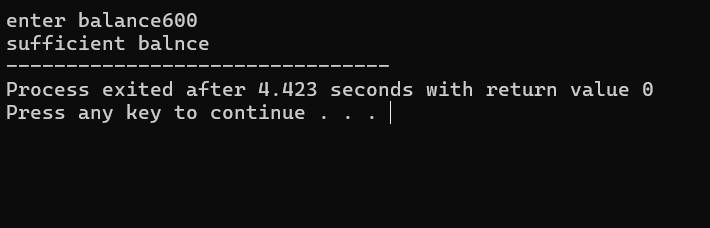 enter balance600
sufficient balnce
--------------------------------
Process exited after 4.423 seconds with return value 0
Press any key to continue . . .